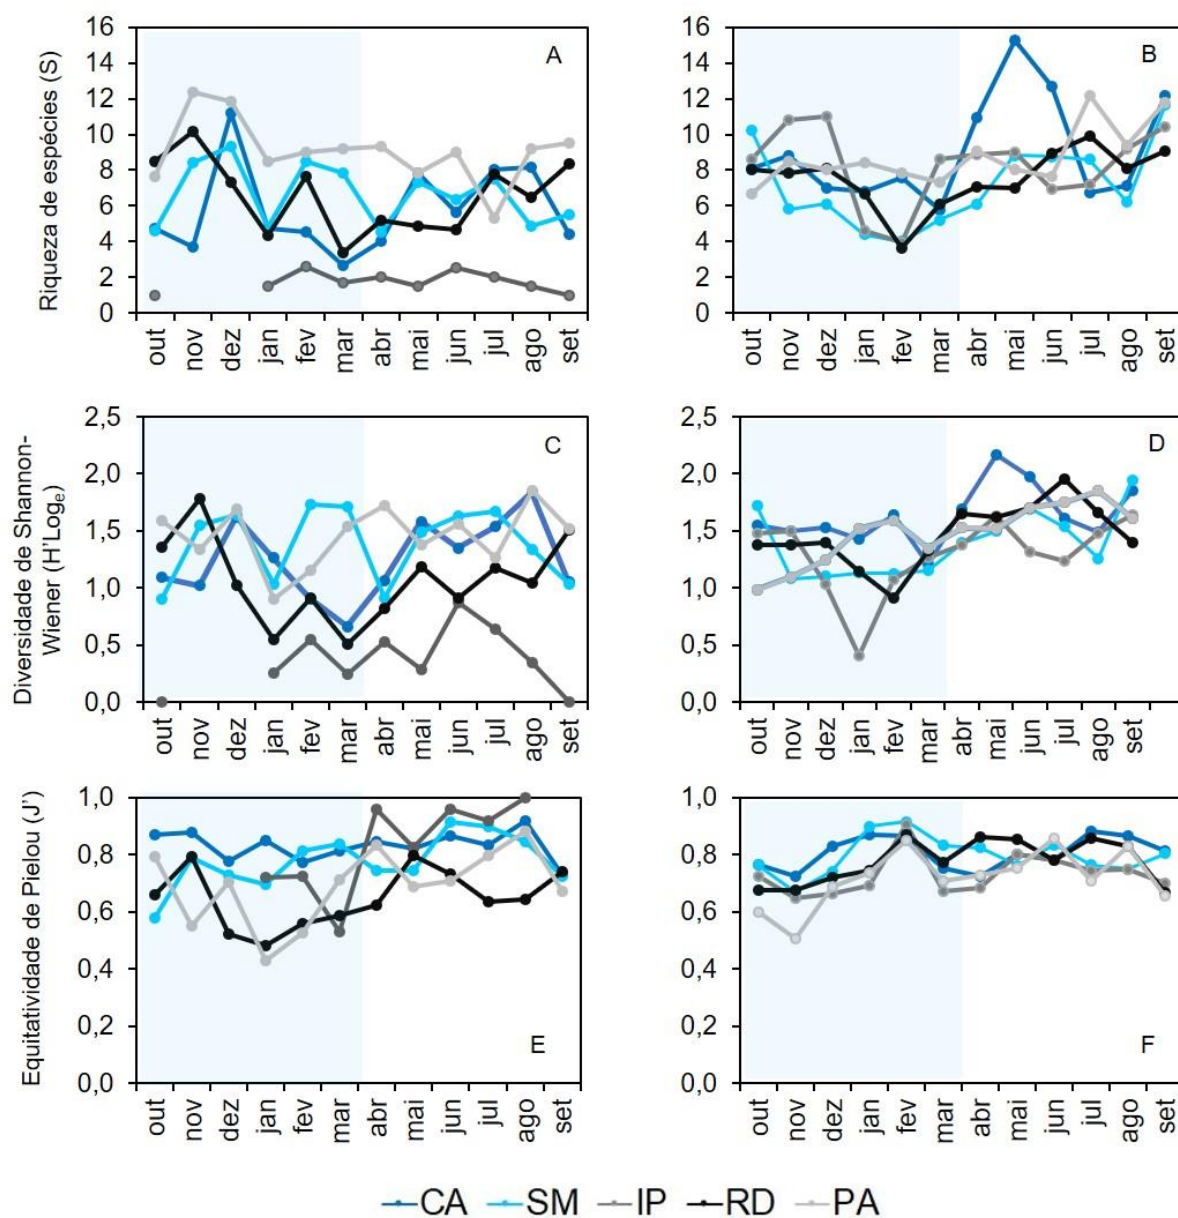 Riqueza de espécies (S)
16
14
12
10
8
6
4
2
0
A
out nov dez jan fev mar abr mai jun jul ago set
16
14
12
10
8
6
4
2
0
B
out nov dez jan fev mar abr mai jun jul ago set
Diversidade de Shannon-
Wiener (H'Logₑ)
2,5
2,0
1,5
1,0
0,5
0,0
C
out nov dez jan fev mar abr mai jun jul ago set
2,5
2,0
1,5
1,0
0,5
0,0
D
out nov dez jan fev mar abr mai jun jul ago set
Equitatividade de Pielou (J')
1,0
0,8
0,6
0,4
0,2
0,0
E
out nov dez jan fev mar abr mai jun jul ago set
1,0
0,8
0,6
0,4
0,2
0,0
F
out nov dez jan fev mar abr mai jun jul ago set
CA SM IP RD PA